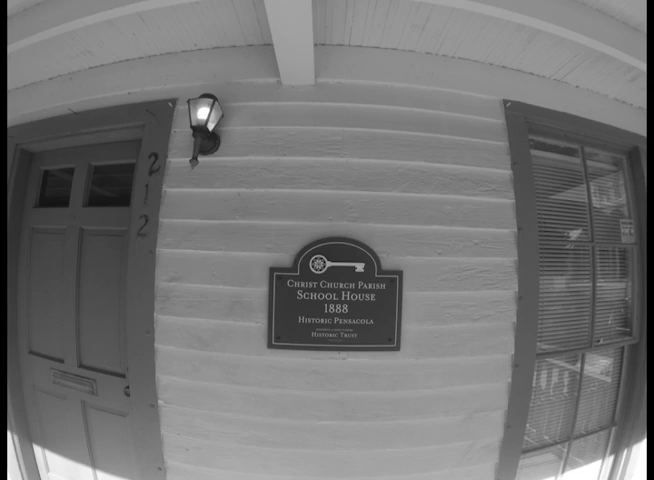 212
CHRIST CHURCH PARISH
SCHOOL HOUSE
1888
HISTORIC PENSACOLA
HISTORIC TRUST